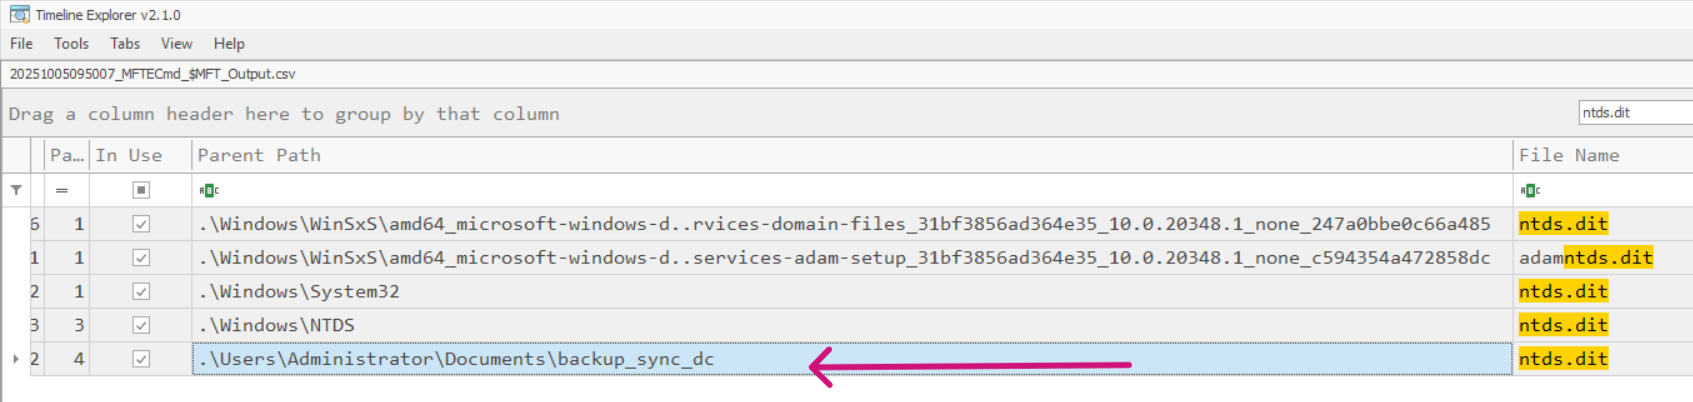 Timeline Explorer v2.1.0
File Tools Tabs View Help
20251005095007_MFTECmd_$MFT_Output.csv
Drag a column header here to group by that column
ntds.dit
Pa… In Use Parent Path File Name
= ABC ABC
6 1 .\Windows\WinSxS\amd64_microsoft-windows-d..rvices-domain-files_31bf3856ad364e35_10.0.20348.1_none_247a0bbe0c66a485 ntds.dit
1 1 .\Windows\WinSxS\amd64_microsoft-windows-d..services-adam-setup_31bf3856ad364e35_10.0.20348.1_none_c594354a472858dc adamntds.dit
2 1 .\Windows\System32 ntds.dit
3 3 .\Windows\NTDS ntds.dit
2 4 .\Users\Administrator\Documents\backup_sync_dc ntds.dit